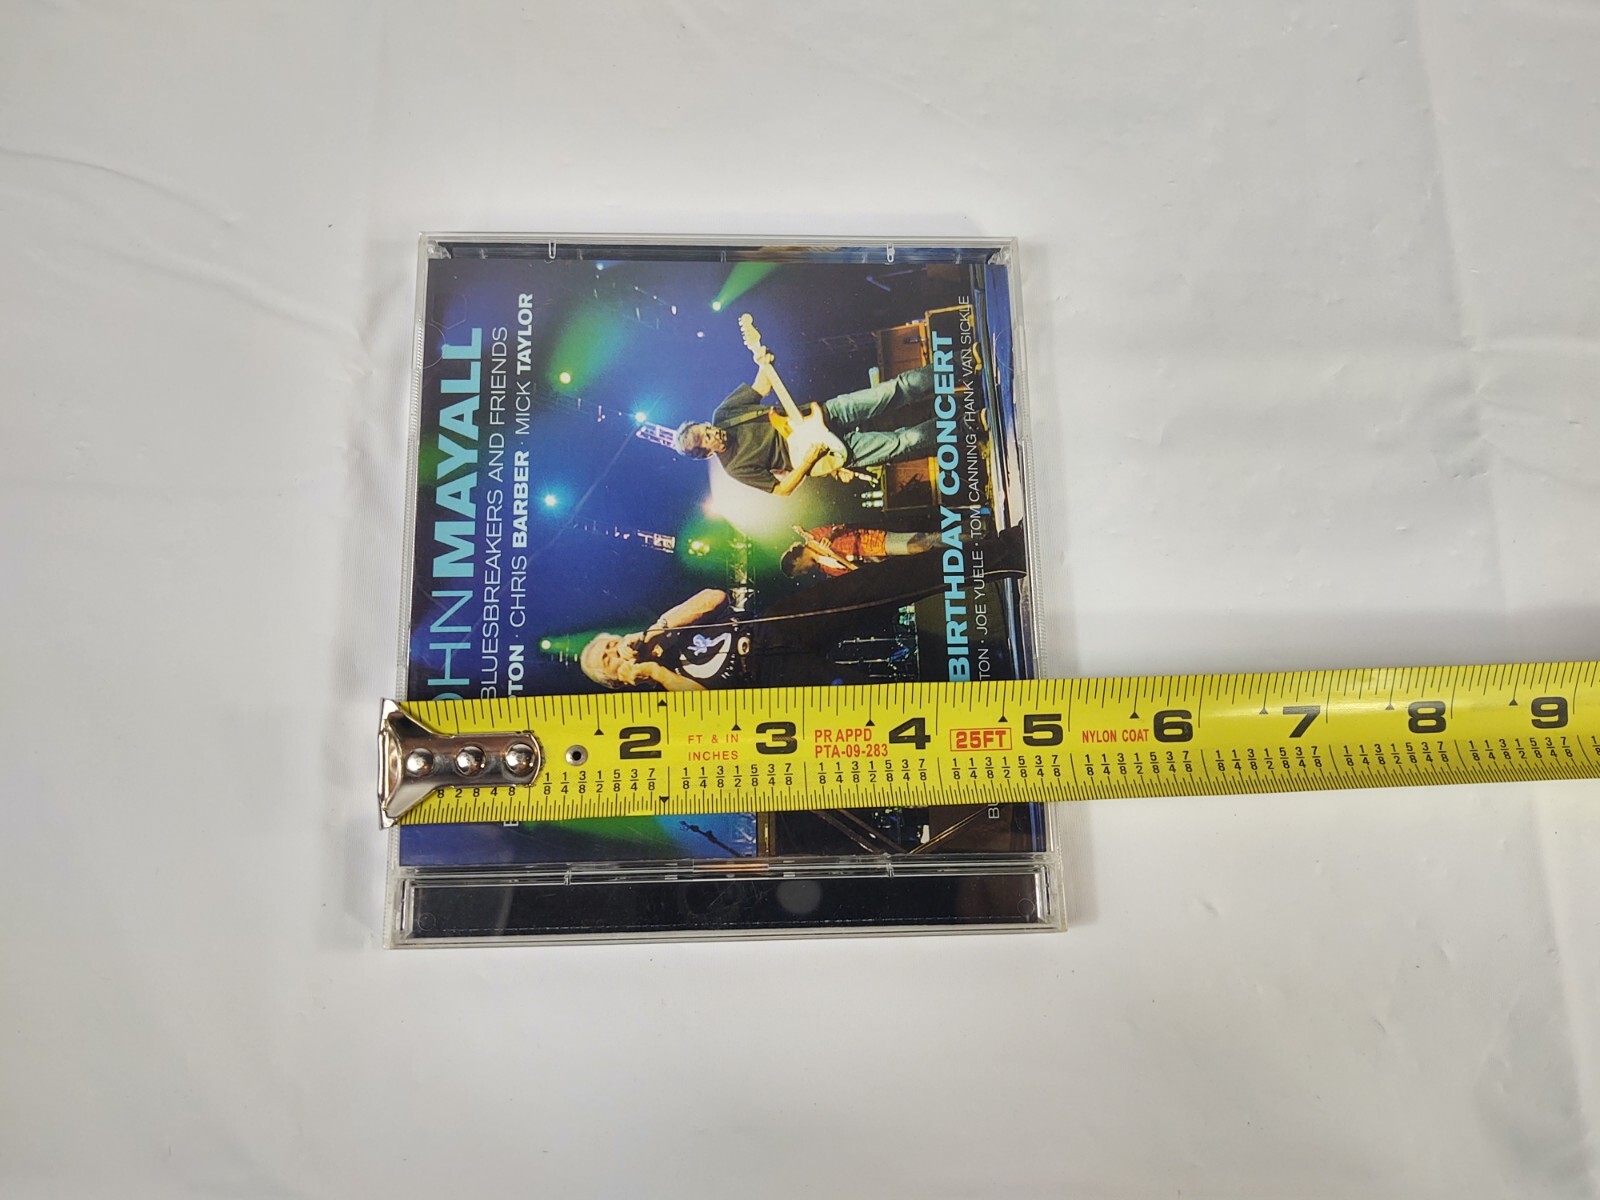 OHN MAYALL
BLUESBREAKERS AND FRIENDS
TON · CHRIS BARBER · MICK TAYLOR
BIRTHDAY CONCERT
TON · JOE YUELE · TOM CANNING · HANK VAN SICKLE
2 3 4 5 6 7 8 9
FT & IN
INCHES
PR APPD
PTA-09-283
25FT
NYLON COAT